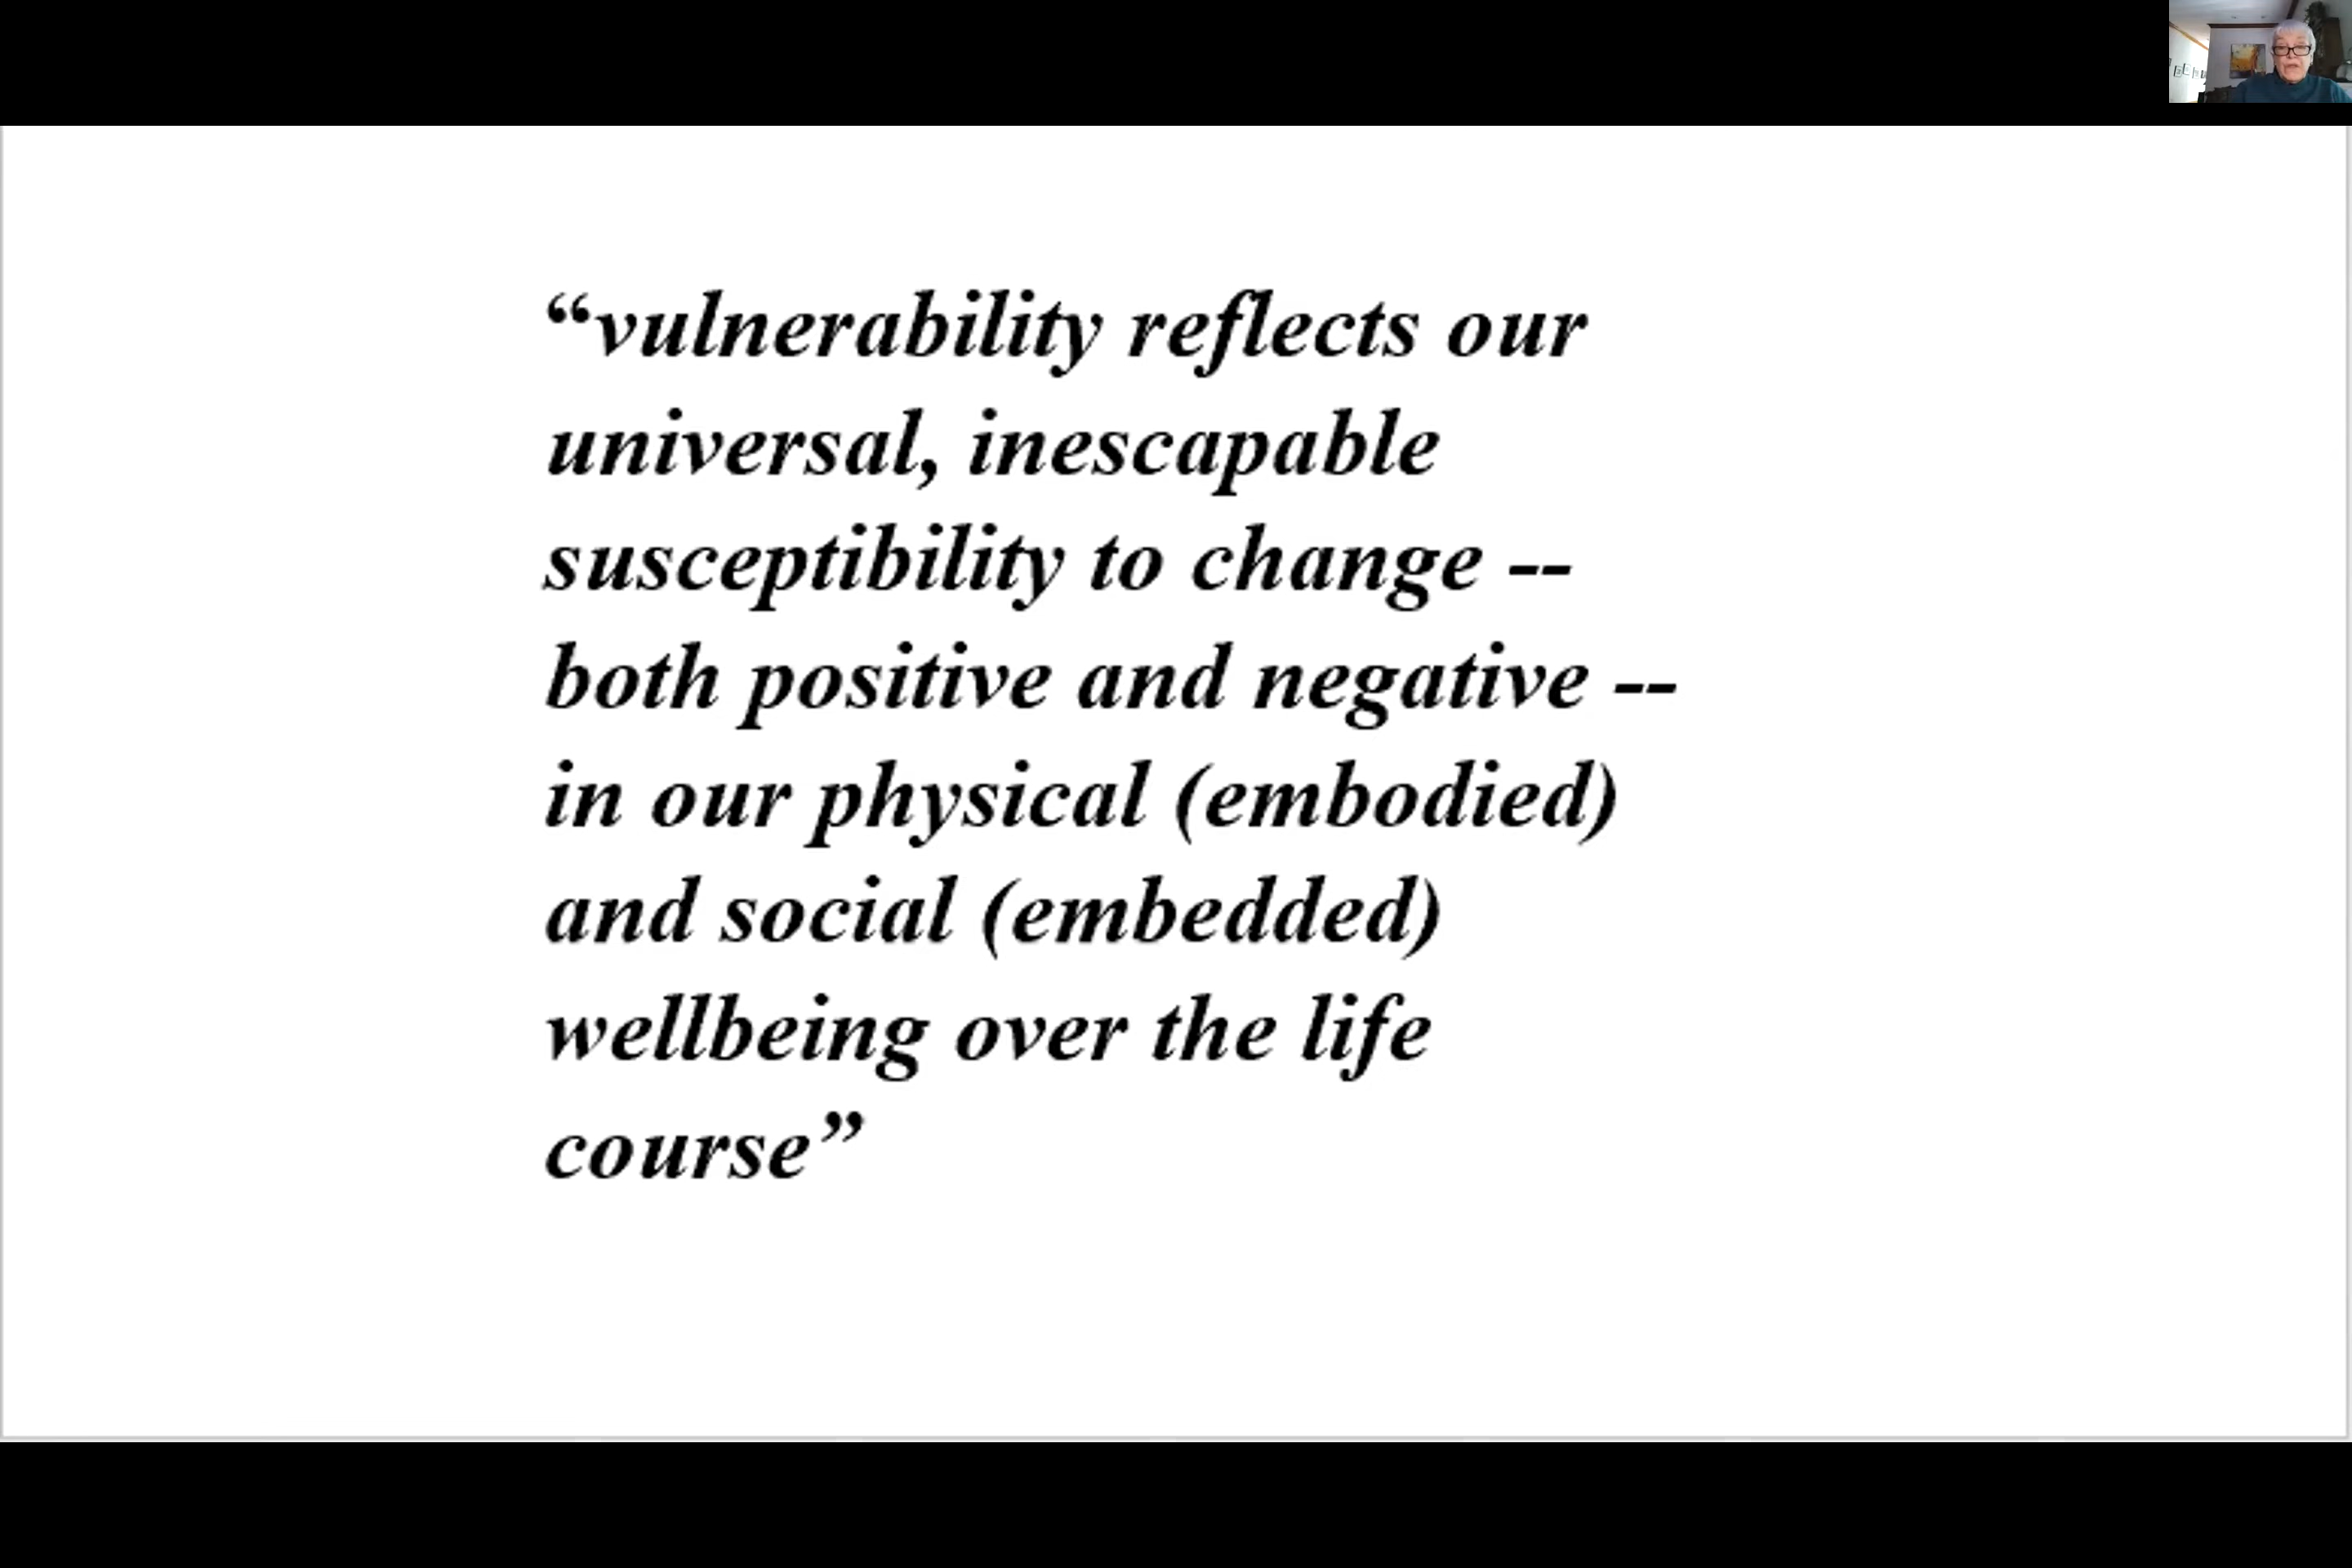 “vulnerability reflects our
universal, inescapable
susceptibility to change --
both positive and negative --
in our physical (embodied)
and social (embedded)
wellbeing over the life
course”